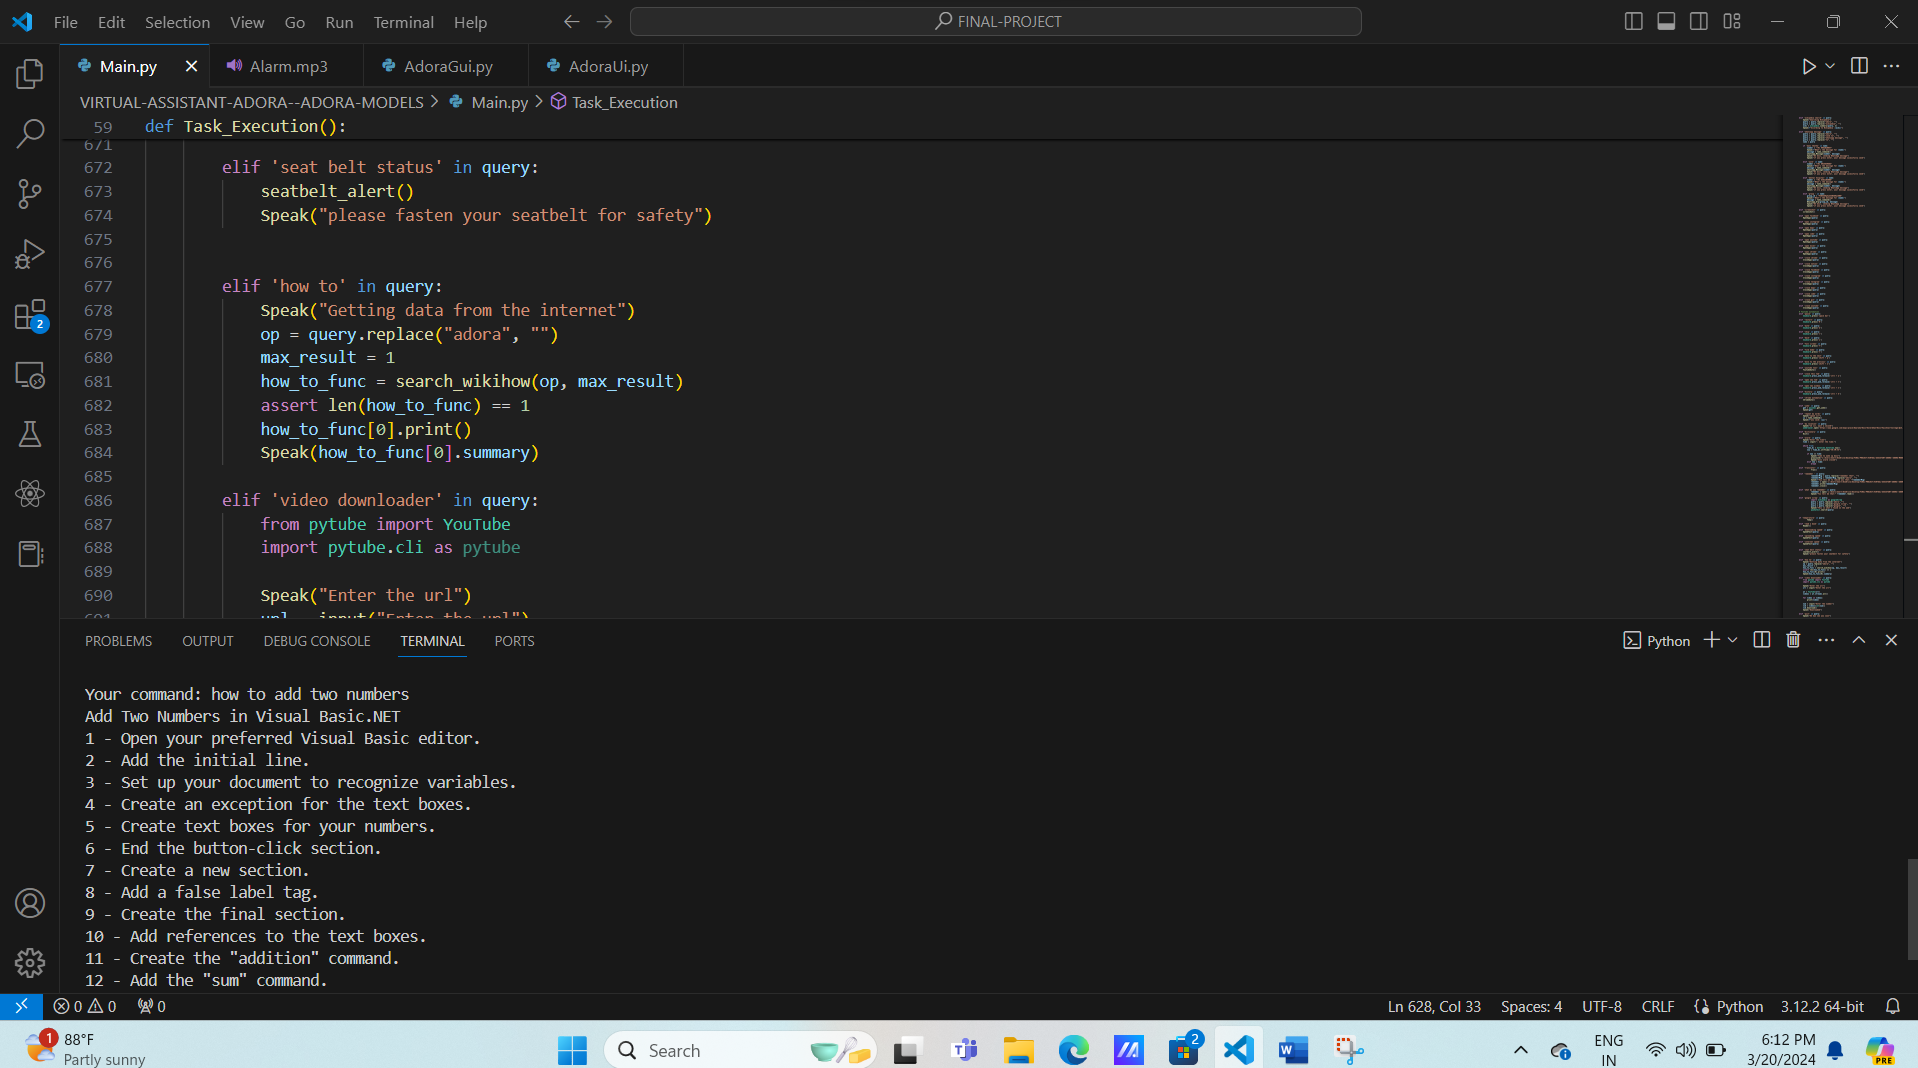 File Edit Selection View Go Run Terminal Help
FINAL-PROJECT
Main.py
Alarm.mp3
AdoraGui.py
AdoraUi.py
VIRTUAL-ASSISTANT-ADORA--ADORA-MODELS > Main.py > Task_Execution
59 def Task_Execution():
671
672 elif 'seat belt status' in query:
673 seatbelt_alert()
674 Speak("please fasten your seatbelt for safety")
675
676
677 elif 'how to' in query:
678 Speak("Getting data from the internet")
679 op = query.replace("adora", "")
680 max_result = 1
681 how_to_func = search_wikihow(op, max_result)
682 assert len(how_to_func) == 1
683 how_to_func[0].print()
684 Speak(how_to_func[0].summary)
685
686 elif 'video downloader' in query:
687 from pytube import YouTube
688 import pytube.cli as pytube
689
690 Speak("Enter the url")
691 url = input("Enter the url")
2
PROBLEMS OUTPUT DEBUG CONSOLE TERMINAL PORTS
Python
Your command: how to add two numbers
Add Two Numbers in Visual Basic.NET
1 - Open your preferred Visual Basic editor.
2 - Add the initial line.
3 - Set up your document to recognize variables.
4 - Create an exception for the text boxes.
5 - Create text boxes for your numbers.
6 - End the button-click section.
7 - Create a new section.
8 - Add a false label tag.
9 - Create the final section.
10 - Add references to the text boxes.
11 - Create the "addition" command.
12 - Add the "sum" command.
0 0 0
Ln 628, Col 33 Spaces: 4 UTF-8 CRLF {} Python 3.12.2 64-bit
1
88°F
Partly sunny
Search
2
ENG
IN
6:12 PM
3/20/2024
PRE